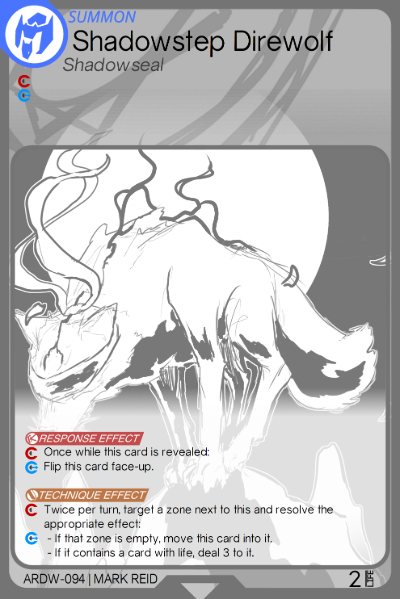 SUMMON
Shadowstep Direwolf
Shadowseal
RESPONSE EFFECT
Once while this card is revealed:
Flip this card face-up.
TECHNIQUE EFFECT
Twice per turn, target a zone next to this and resolve the
appropriate effect:
- If that zone is empty, move this card into it.
- If it contains a card with life, deal 3 to it.
ARDW-094 | MARK REID
2 LIFE